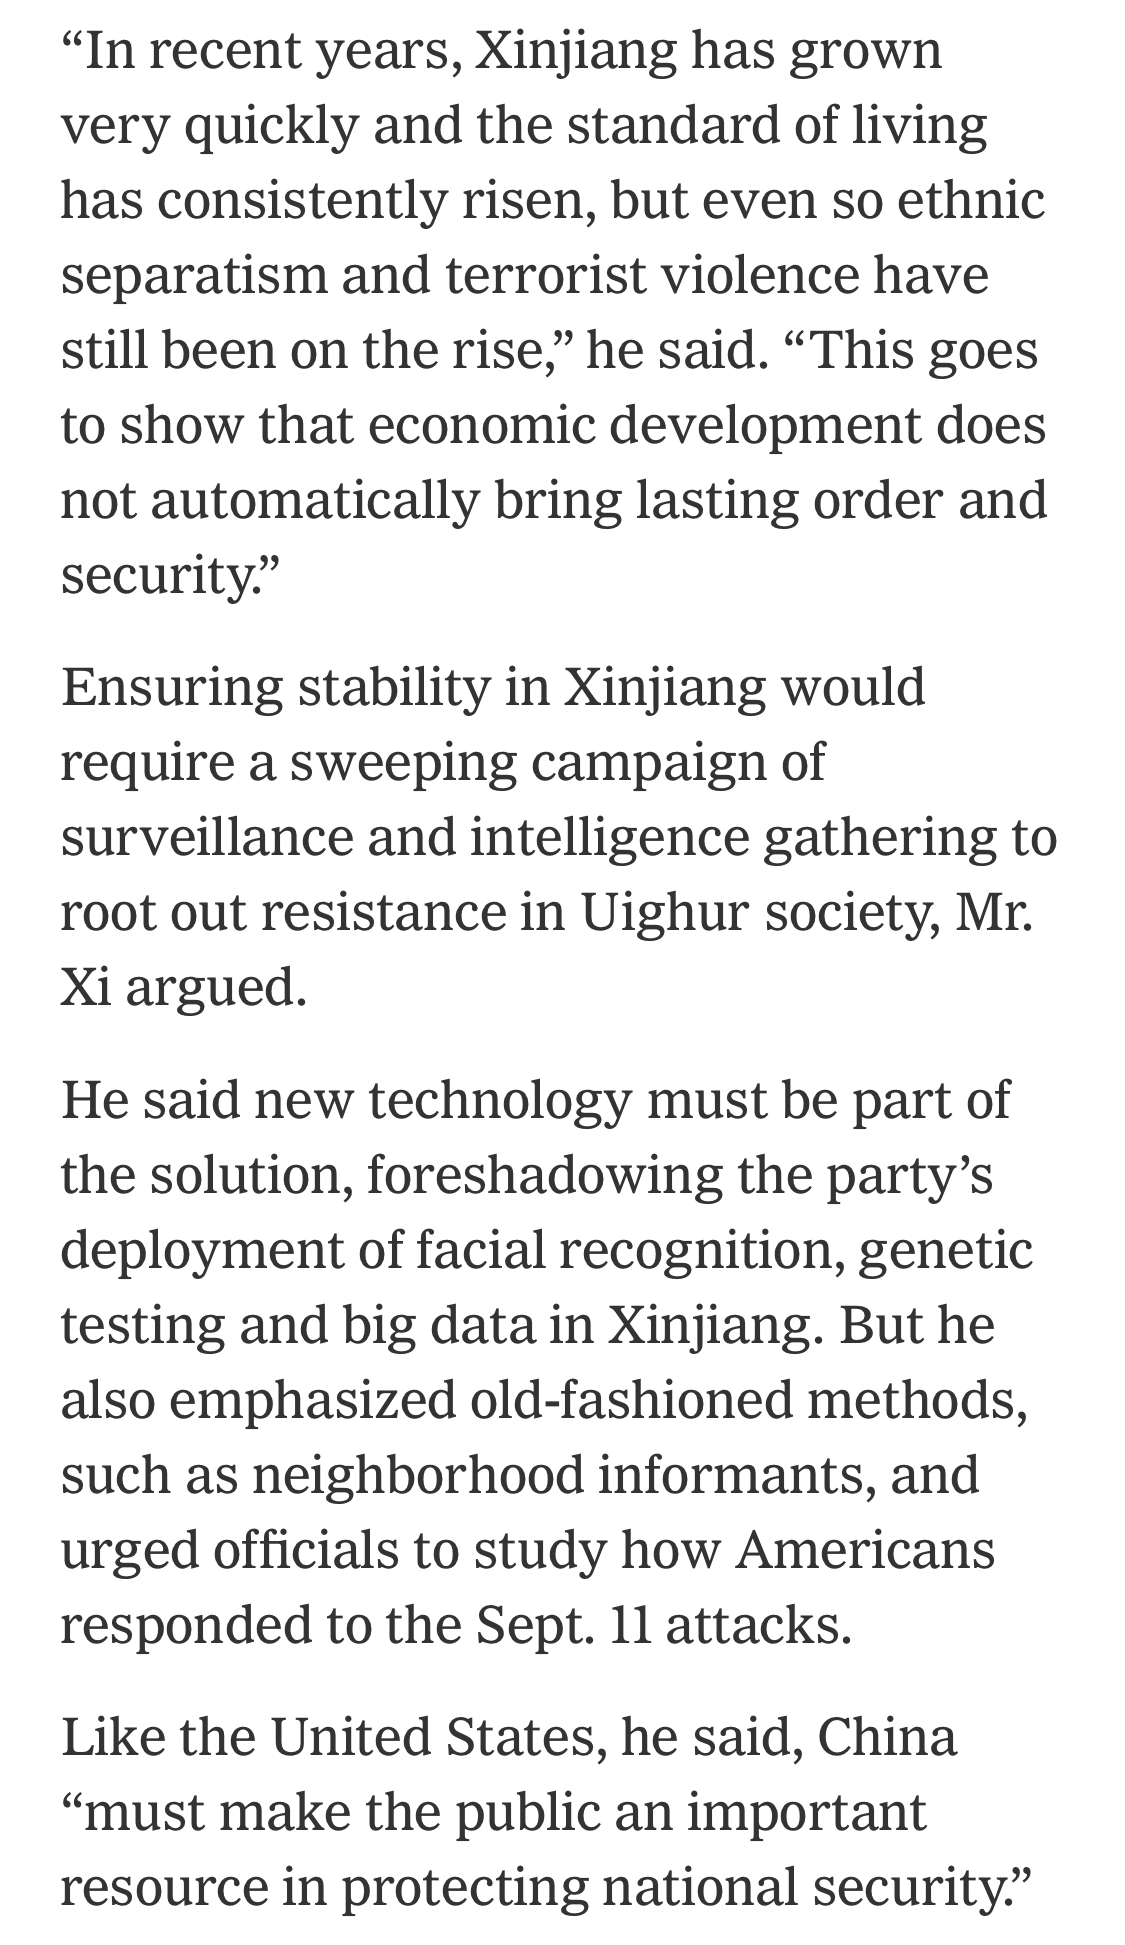 “In recent years, Xinjiang has grown
very quickly and the standard of living
has consistently risen, but even so ethnic
separatism and terrorist violence have
still been on the rise,” he said. “This goes
to show that economic development does
not automatically bring lasting order and
security.”
Ensuring stability in Xinjiang would
require a sweeping campaign of
surveillance and intelligence gathering to
root out resistance in Uighur society, Mr.
Xi argued.
He said new technology must be part of
the solution, foreshadowing the party’s
deployment of facial recognition, genetic
testing and big data in Xinjiang. But he
also emphasized old-fashioned methods,
such as neighborhood informants, and
urged officials to study how Americans
responded to the Sept. 11 attacks.
Like the United States, he said, China
“must make the public an important
resource in protecting national security.”